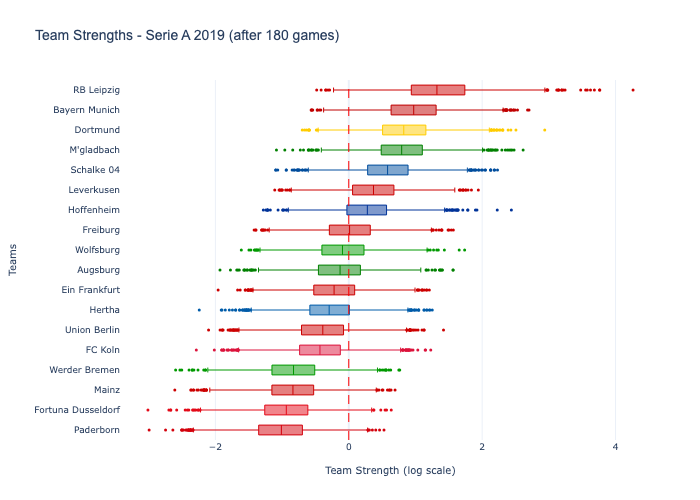 Team Strengths - Serie A 2019 (after 180 games)
RB Leipzig
Bayern Munich
Dortmund
M'gladbach
Schalke 04
Leverkusen
Hoffenheim
Freiburg
Wolfsburg
Augsburg
Ein Frankfurt
Hertha
Union Berlin
FC Koln
Werder Bremen
Mainz
Fortuna Dusseldorf
Paderborn
Teams
−2 0 2 4
Team Strength (log scale)